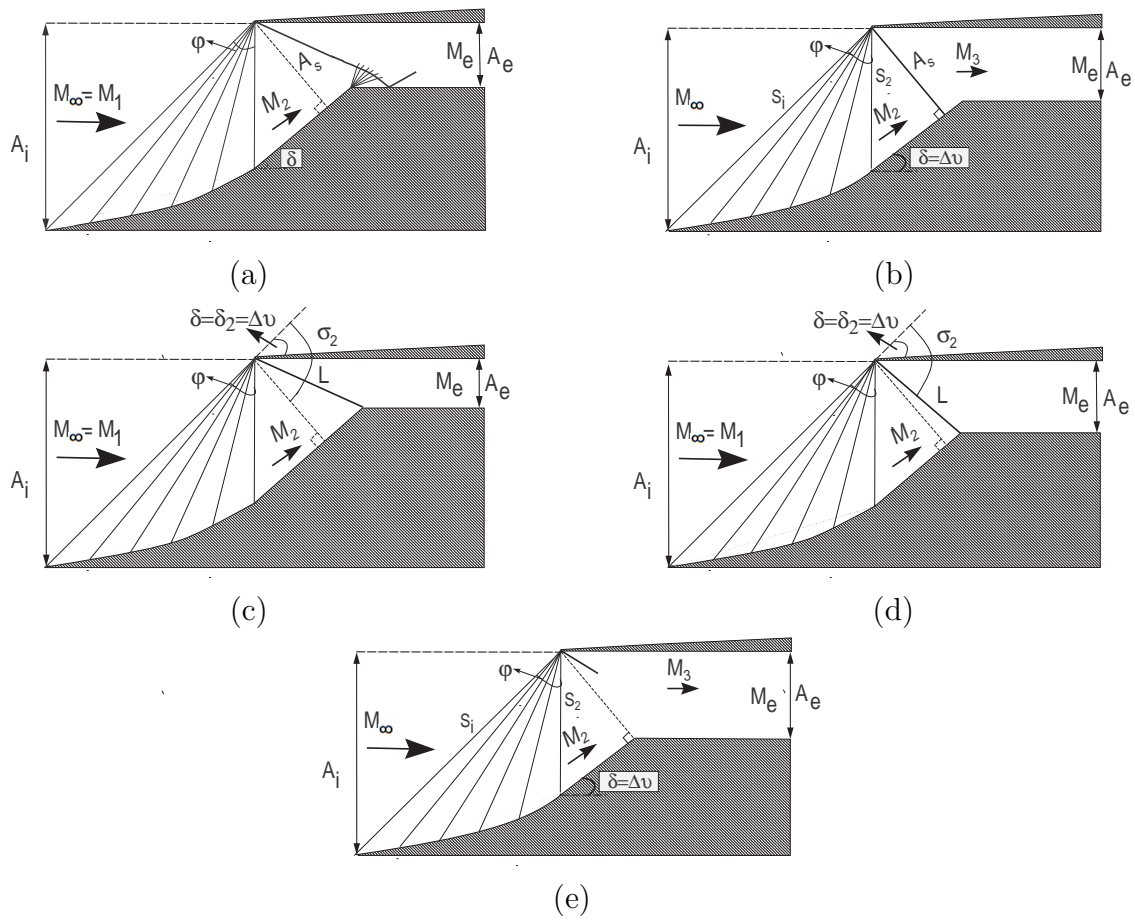 φ
A_s
M_e A_e
M_∞= M_1
M_2
A_i
δ
(a)
φ
A_s
M_3
M_e A_e
S_2
S_i
M_∞
M_2
A_i
δ=Δυ
(b)
δ=δ_2=Δυ
σ_2
φ
L
M_e A_e
M_∞= M_1
M_2
A_i
(c)
δ=δ_2=Δυ
σ_2
φ
L
M_e A_e
M_∞= M_1
M_2
A_i
(d)
φ
M_3
S_2
M_e A_e
S_i
M_∞
M_2
A_i
δ=Δυ
(e)